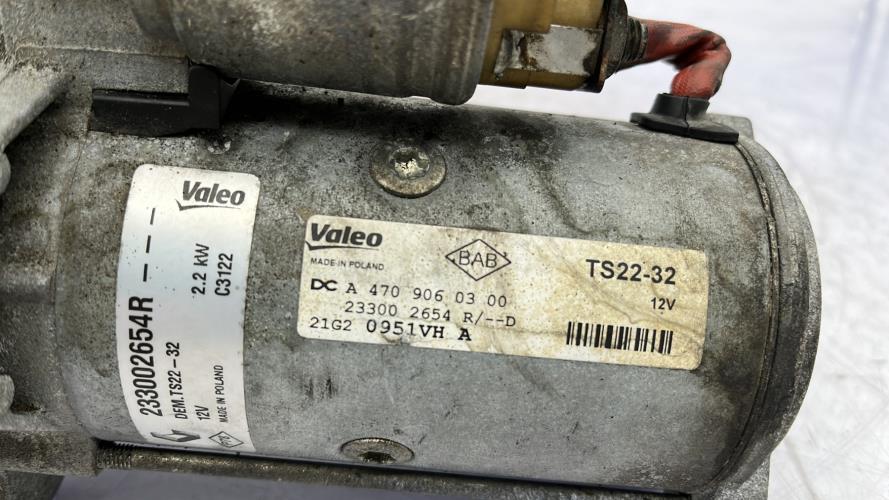 Valeo
2.2 kW
C3122
233002654R ---
DEM.TS22-32
12V
MADE IN POLAND
Valeo
MADE IN POLAND
BAB
TS22-32
12V
DC A 470 906 03 00
23300 2654 R/--D
21G2 0951VH A